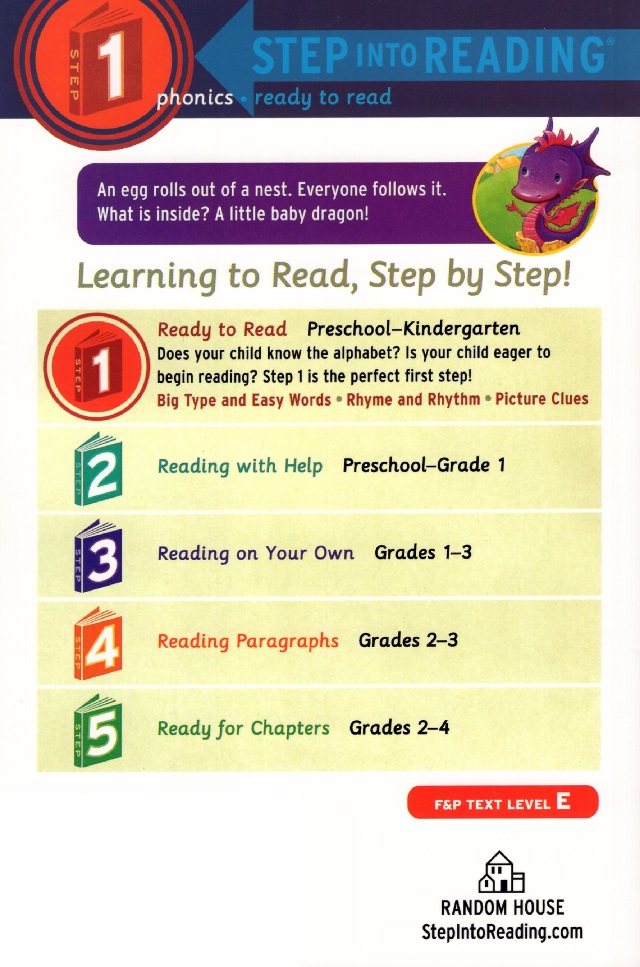 STEP 1
STEP INTO READING®
phonics • ready to read
An egg rolls out of a nest. Everyone follows it.
What is inside? A little baby dragon!
Learning to Read, Step by Step!
STEP 1
Ready to Read Preschool–Kindergarten
Does your child know the alphabet? Is your child eager to
begin reading? Step 1 is the perfect first step!
Big Type and Easy Words • Rhyme and Rhythm • Picture Clues
STEP 2
Reading with Help Preschool–Grade 1
STEP 3
Reading on Your Own Grades 1–3
STEP 4
Reading Paragraphs Grades 2–3
STEP 5
Ready for Chapters Grades 2–4
F&P TEXT LEVEL E
RANDOM HOUSE
StepIntoReading.com